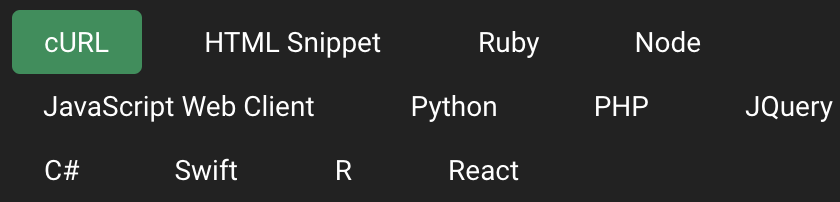 cURL HTML Snippet Ruby Node
JavaScript Web Client Python PHP JQuery
C# Swift R React